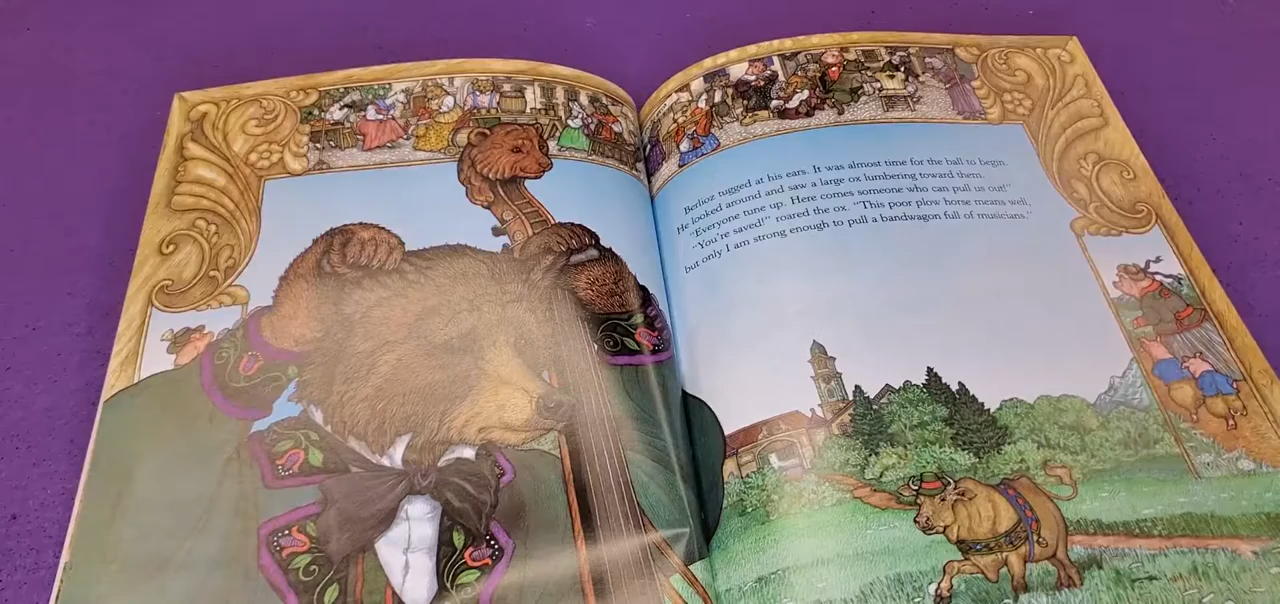 Berlioz tugged at his ears. It was almost time for the ball to begin.
He looked around and saw a large ox lumbering toward them.
"Everyone tune up. Here comes someone who can pull us out!"
"You're saved!" roared the ox. "This poor plow horse means well,
but only I am strong enough to pull a bandwagon full of musicians."